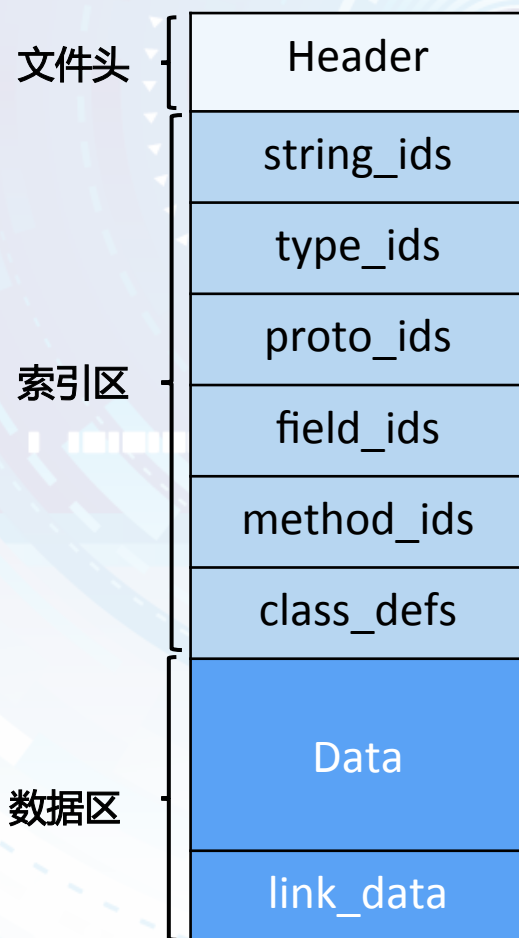 文件头
Header
索引区
string_ids
type_ids
proto_ids
field_ids
method_ids
class_defs
数据区
Data
link_data